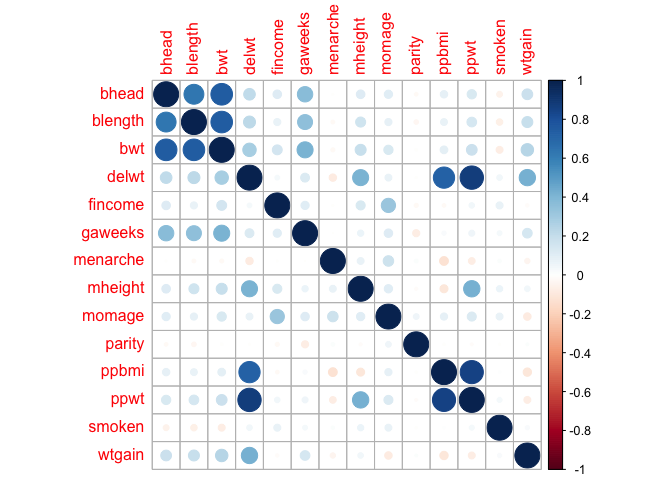 bhead
blength
bwt
delwt
fincome
gaweeks
menarche
mheight
momage
parity
ppbmi
ppwt
smoken
wtgain
bhead
blength
bwt
delwt
fincome
gaweeks
menarche
mheight
momage
parity
ppbmi
ppwt
smoken
wtgain
1
0.8
0.6
0.4
0.2
0
-0.2
-0.4
-0.6
-0.8
-1